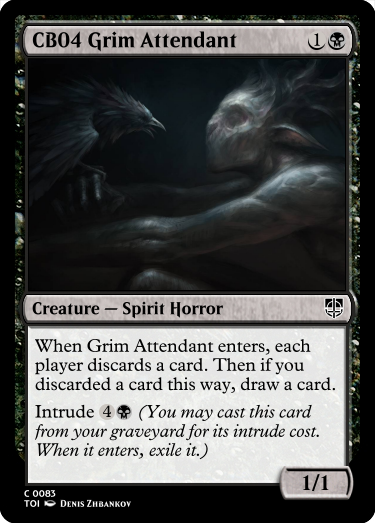 CB04 Grim Attendant 1
Creature — Spirit Horror
When Grim Attendant enters, each
player discards a card. Then if you
discarded a card this way, draw a card.
Intrude 4 (You may cast this card
from your graveyard for its intrude cost.
When it enters, exile it.)
1/1
C 0083
TOI DENIS ZHBANKOV